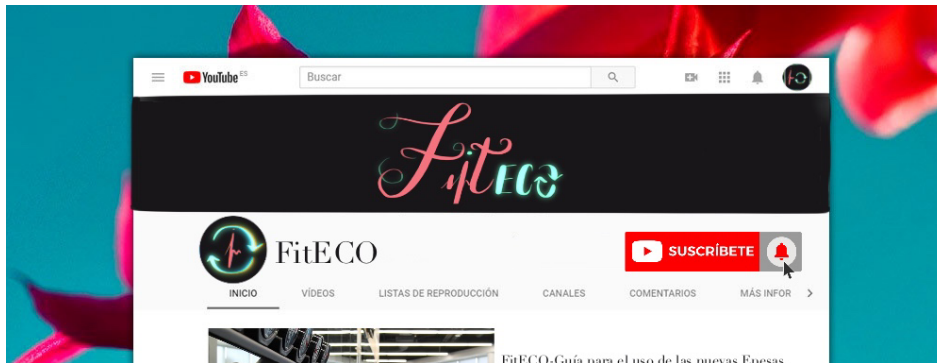 YouTube ES
Buscar
FitECO
FitECO
SUSCRÍBETE
INICIO VÍDEOS LISTAS DE REPRODUCCIÓN CANALES COMENTARIOS MÁS INFOR
FitECO-Guía para el uso de las nuevas Epesas